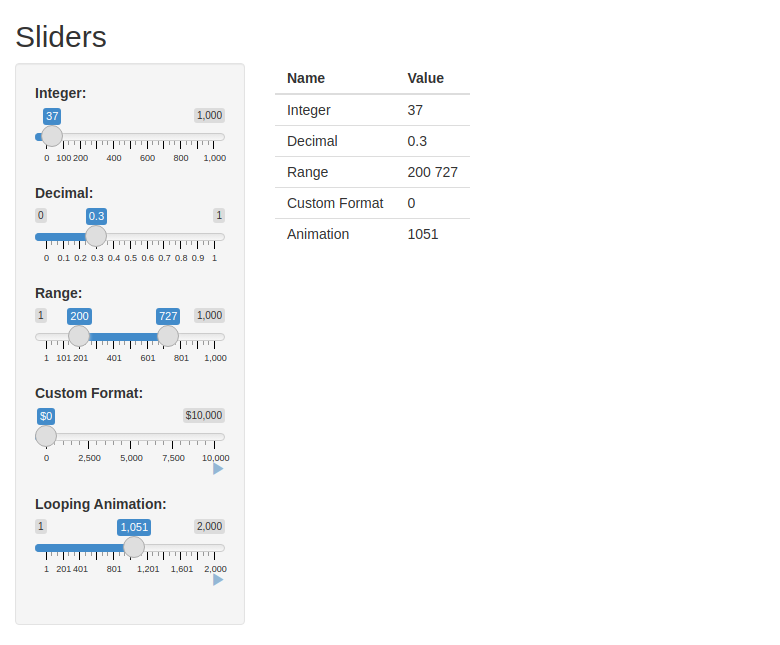 Sliders
Integer:
37 1,000
0 100 200 400 600 800 1,000
Decimal:
0 0.3 1
0 0.1 0.2 0.3 0.4 0.5 0.6 0.7 0.8 0.9 1
Range:
1 200 727 1,000
1 101 201 401 601 801 1,000
Custom Format:
$0 $10,000
0 2,500 5,000 7,500 10,000
Looping Animation:
1 1,051 2,000
1 201 401 801 1,201 1,601 2,000
Name Value
Integer 37
Decimal 0.3
Range 200 727
Custom Format 0
Animation 1051